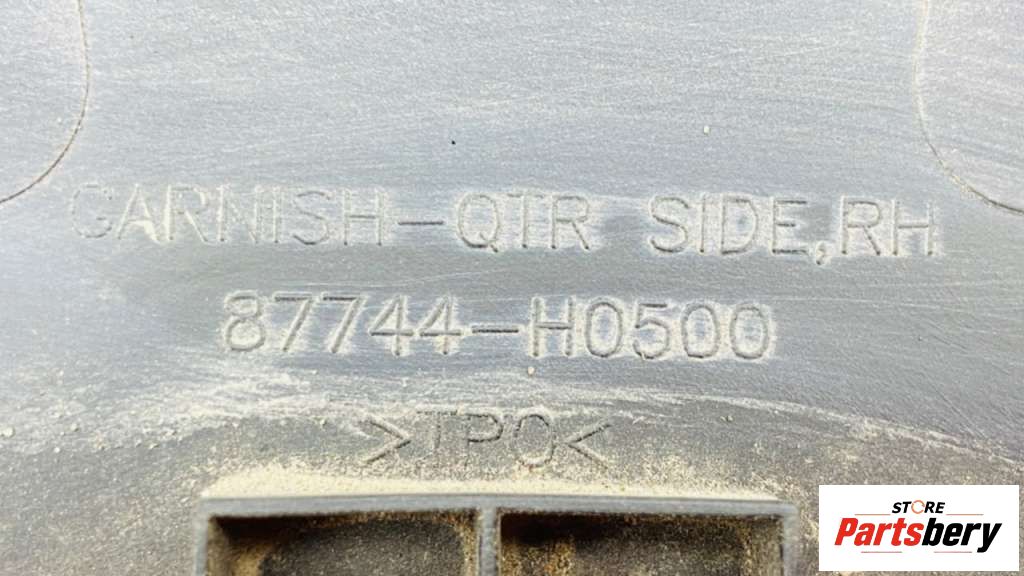 GARNISH-QTR SIDE,RH
87744-H0500
>TPO<
STORE
Partsbery